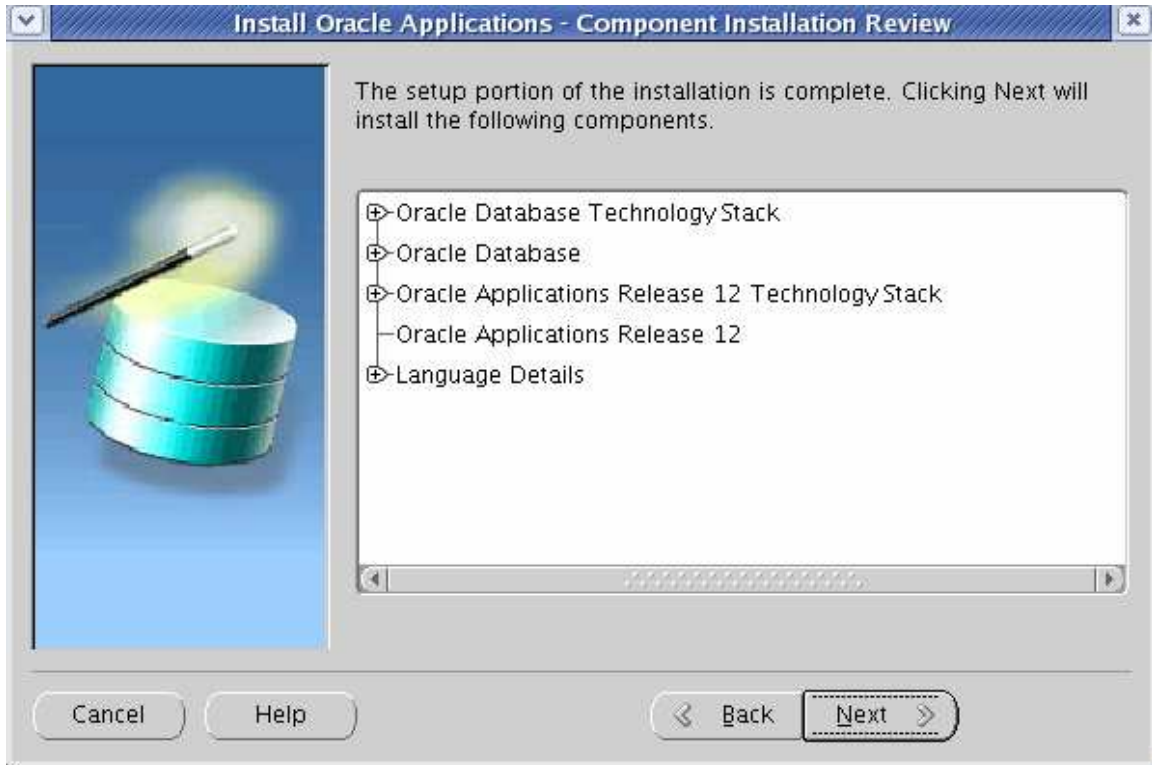 Install Oracle Applications - Component Installation Review
The setup portion of the installation is complete. Clicking Next will
install the following components.
Oracle Database Technology Stack
Oracle Database
Oracle Applications Release 12 Technology Stack
Oracle Applications Release 12
Language Details
Cancel
Help
Back
Next